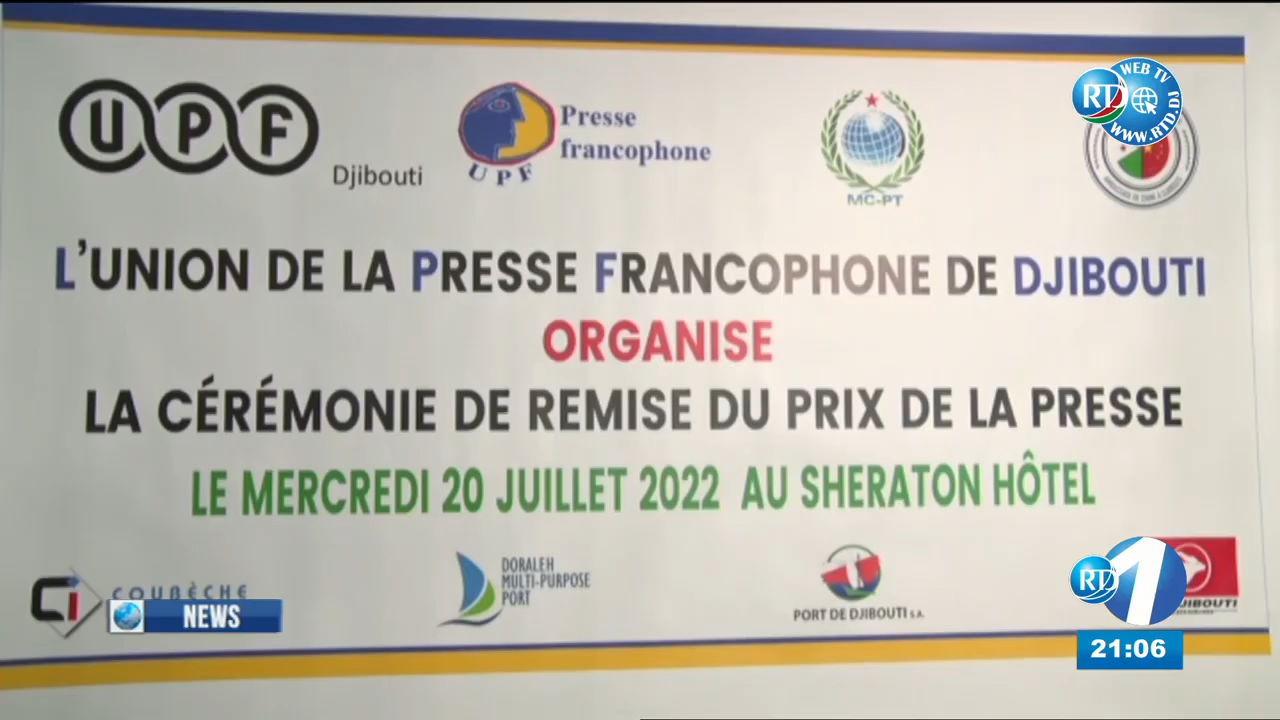 UPF
Djibouti
Presse
francophone
UPF
MC-PT
WEB TV
RTD
WWW.RTD.DJ
L'UNION DE LA PRESSE FRANCOPHONE DE DJIBOUTI
ORGANISE
LA CÉRÉMONIE DE REMISE DU PRIX DE LA PRESSE
LE MERCREDI 20 JUILLET 2022 AU SHERATON HÔTEL
Ci
COUBÈCHE
NEWS
DORALEH
MULTI-PURPOSE
PORT
PORT DE DJIBOUTI S.A.
RTD 1
DJIBOUTI
21:06